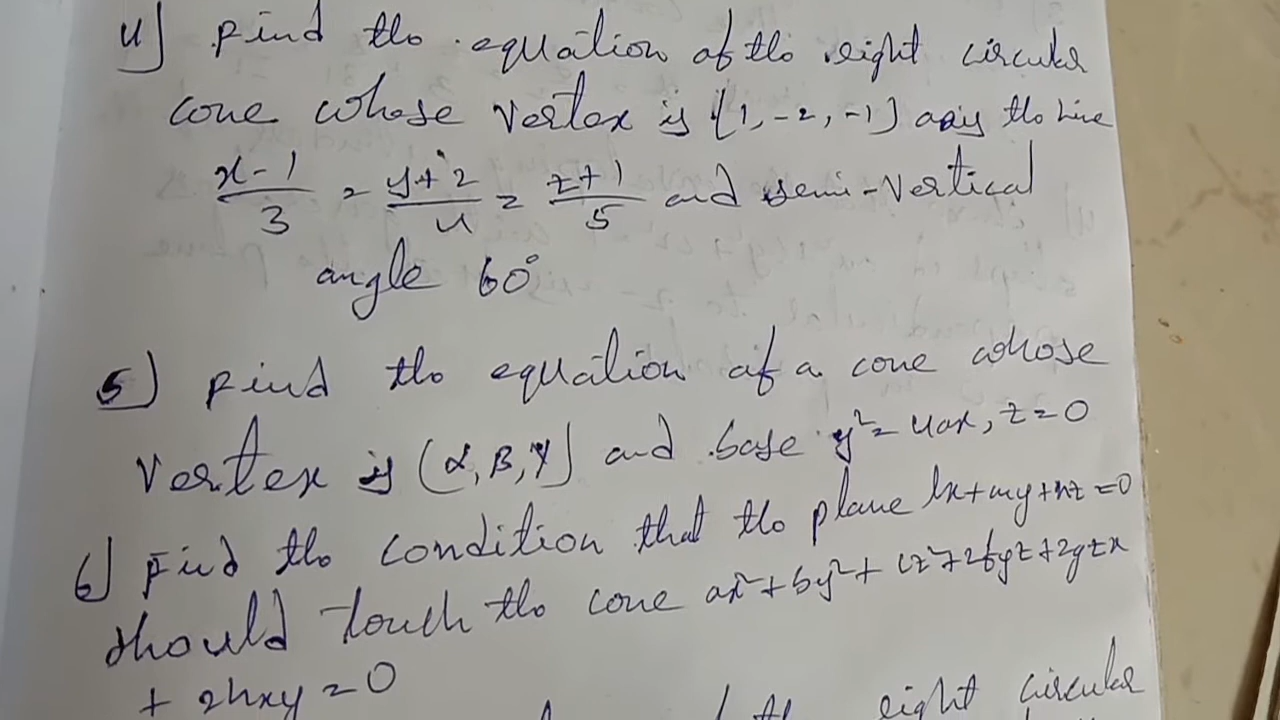 4) Find the equation of the right circular
cone whose vertex is (1, -2, -1) axis the line
x-1/3 = y+2/4 = z+1/5 and semi-vertical
angle 60°
5) Find the equation of a cone whose
vertex is (α, β, γ) and base y² = 4ax, z=0
6) Find the condition that the plane lx+my+nz=0
should touch the cone ax²+by²+cz²+2fyz+2gzx
+ 2hxy = 0
right circular